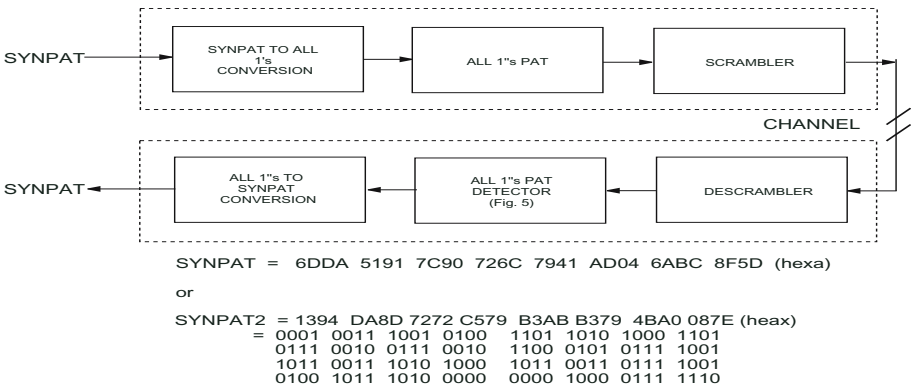 SYNPAT
SYNPAT TO ALL
1's
CONVERSION
ALL 1"s PAT
SCRAMBLER
CHANNEL
SYNPAT
ALL 1"s TO
SYNPAT
CONVERSION
ALL 1"s PAT
DETECTOR
(Fig. 5)
DESCRAMBLER
SYNPAT = 6DDA 5191 7C90 726C 7941 AD04 6ABC 8F5D (hexa)
or
SYNPAT2 = 1394 DA8D 7272 C579 B3AB B379 4BA0 087E (heax)
= 0001 0011 1001 0100 1101 1010 1000 1101
0111 0010 0111 0010 1100 0101 0111 1001
1011 0011 1010 1000 1011 0011 0111 1001
0100 1011 1010 0000 0000 1000 0111 1110